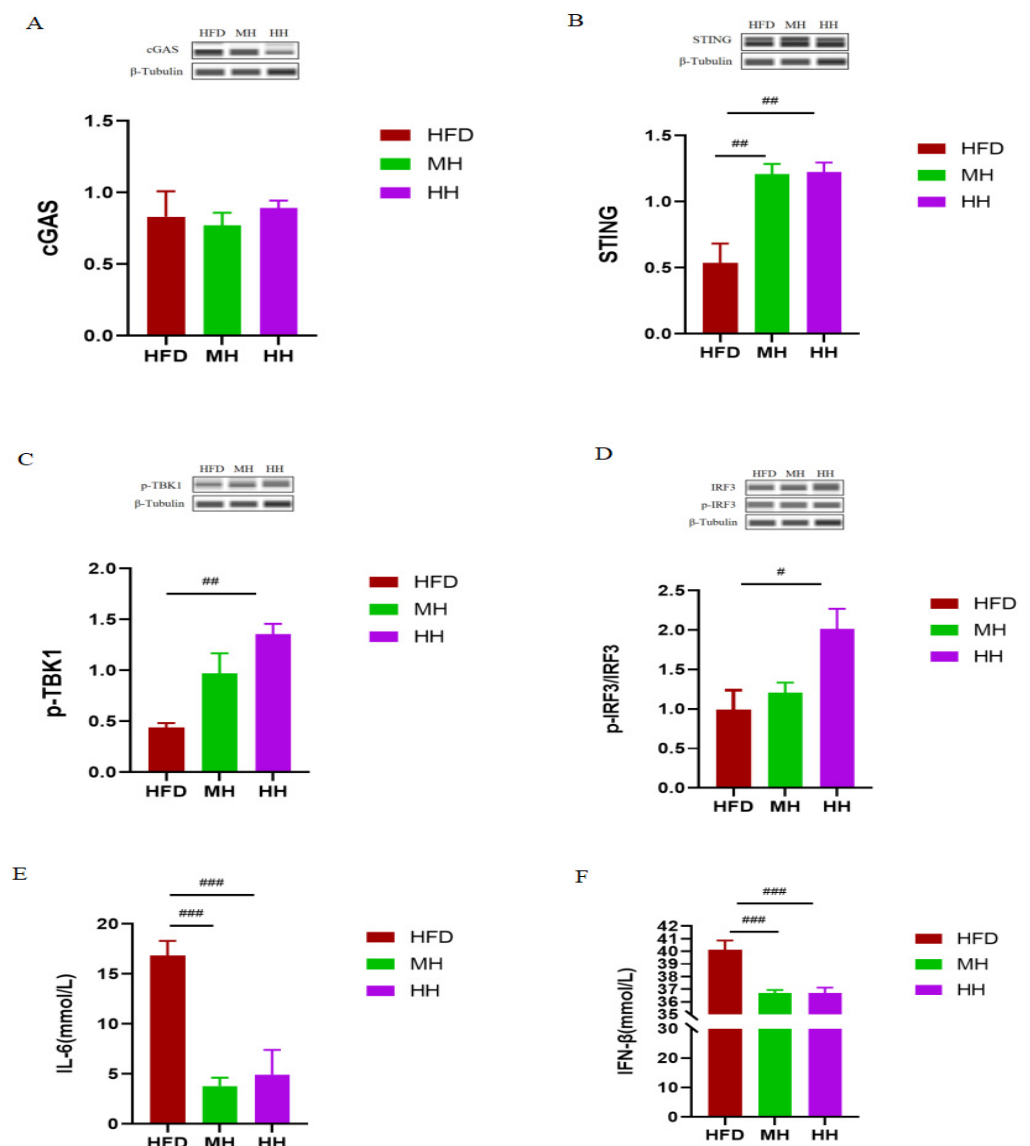 A
HFD MH HH
cGAS
β-Tubulin
1.5
1.0
0.5
0.0
cGAS
HFD MH HH
HFD
MH
HH
B
HFD MH HH
STING
β-Tubulin
##
##
1.5
1.0
0.5
0.0
STING
HFD MH HH
HFD
MH
HH
C
HFD MH HH
p-TBK1
β-Tubulin
##
2.0
1.5
1.0
0.5
0.0
p-TBK1
HFD MH HH
HFD
MH
HH
D
HFD MH HH
IRF3
p-IRF3
β-Tubulin
#
2.5
2.0
1.5
1.0
0.5
0.0
p-IRF3/IRF3
HFD MH HH
HFD
MH
HH
E
###
###
20
15
10
5
0
IL-6(mmol/L)
HFD MH HH
HFD
MH
HH
F
###
###
42
41
40
39
38
37
36
35
30
20
10
0
IFN-β(mmol/L)
HFD MH HH
HFD
MH
HH